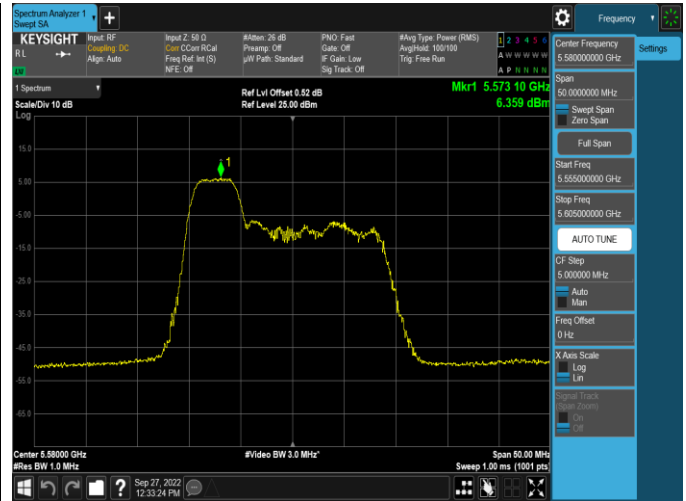 Spectrum Analyzer 1
Swept SA
Frequency
KEYSIGHT
RL
LV
Input: RF
Coupling: DC
Align: Auto
Input Z: 50 Ω
Corr CCorr RCal
Freq Ref: Int (S)
NFE: Off
#Atten: 26 dB
Preamp: Off
µW Path: Standard
PNO: Fast
Gate: Off
IF Gain: Low
Sig Track: Off
#Avg Type: Power (RMS)
Avg|Hold: 100/100
Trig: Free Run
1 2 3 4 5 6
A W W W W W
A P N N N N
1 Spectrum
Scale/Div 10 dB
Log
Ref Lvl Offset 0.52 dB
Ref Level 25.00 dBm
Mkr1 5.573 10 GHz
6.359 dBm
1
15.0
5.00
-5.00
-15.0
-25.0
-35.0
-45.0
-55.0
-65.0
Center 5.58000 GHz
#Res BW 1.0 MHz
#Video BW 3.0 MHz*
Span 50.00 MHz
Sweep 1.00 ms (1001 pts)
Sep 27, 2022
12:33:24 PM
Center Frequency
5.580000000 GHz
Settings
Span
50.0000000 MHz
Swept Span
Zero Span
Full Span
Start Freq
5.555000000 GHz
Stop Freq
5.605000000 GHz
AUTO TUNE
CF Step
5.000000 MHz
Auto
Man
Freq Offset
0 Hz
X Axis Scale
Log
Lin
Signal Track
(Span Zoom)
On
Off